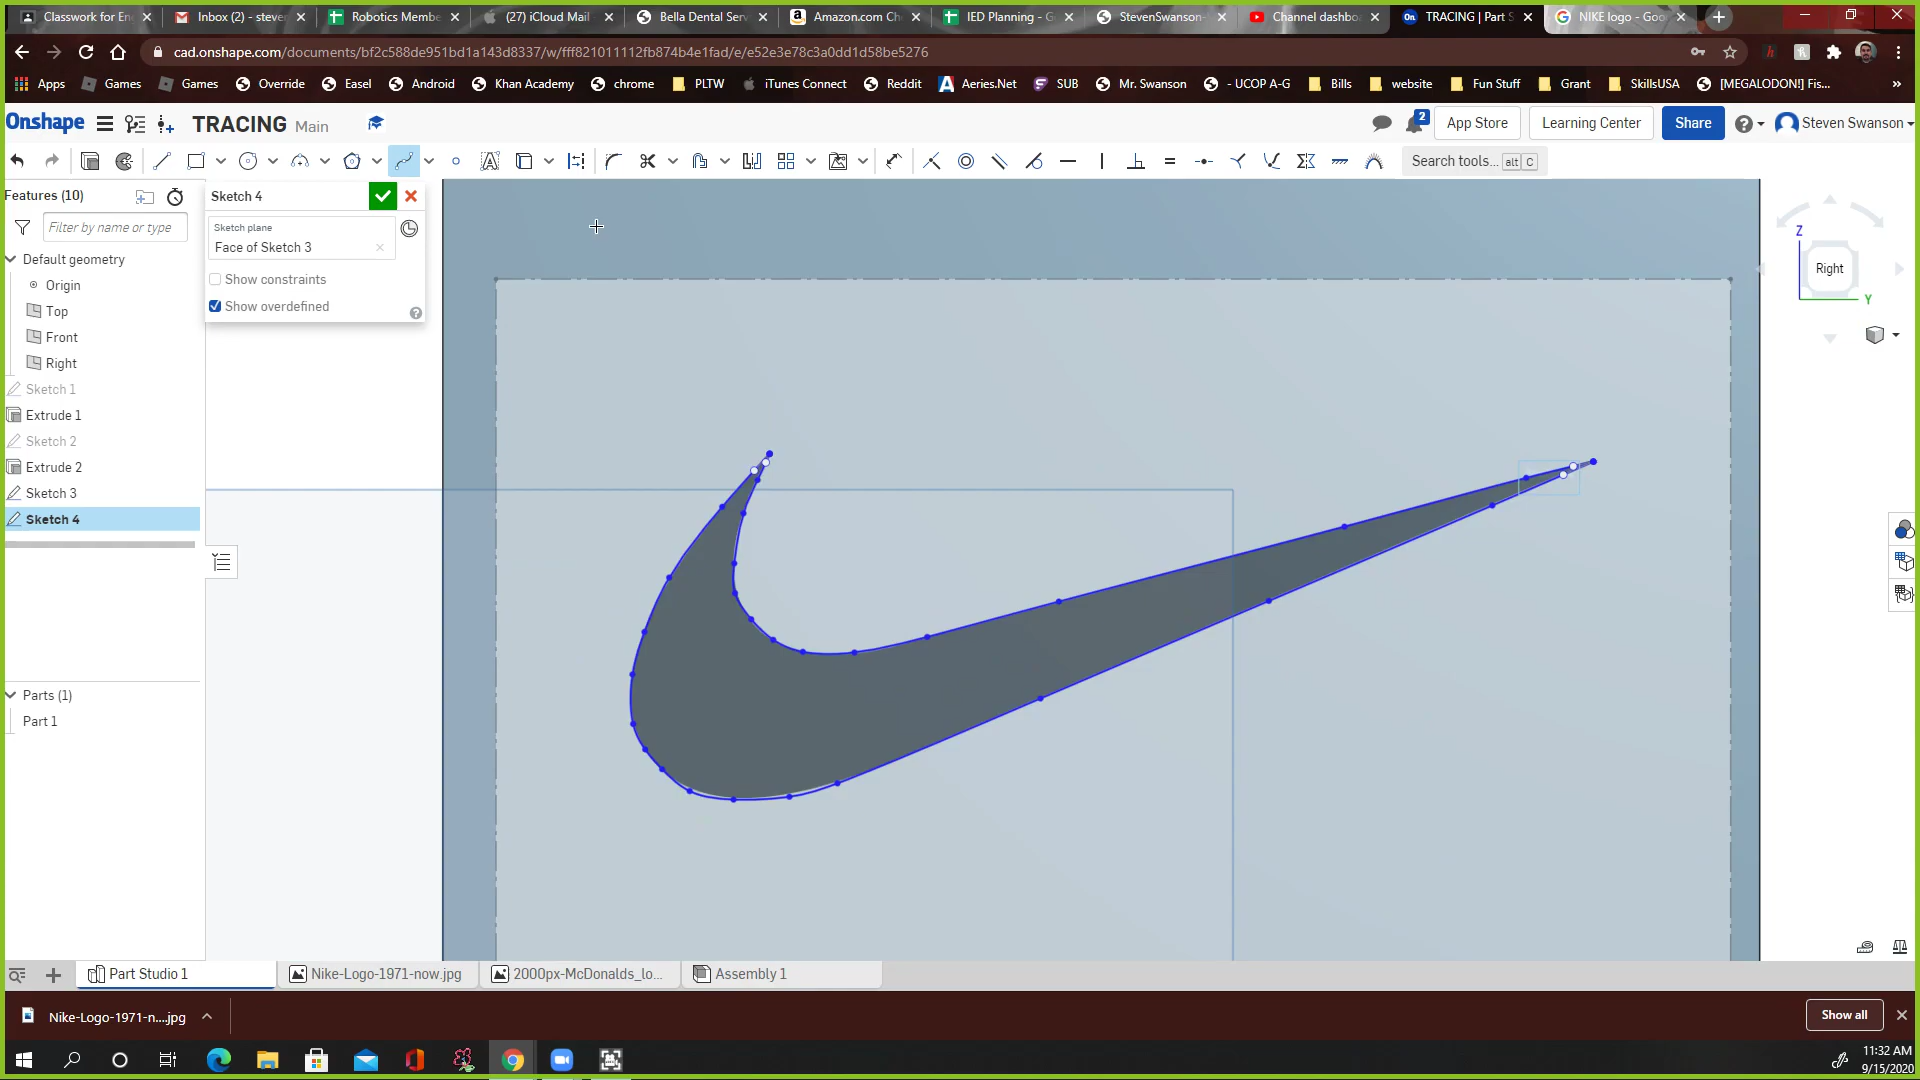 Classwork for En
Inbox (2) - steven
Robotics Membe
(27) iCloud Mail
Bella Dental Serv
Amazon.com Ch
IED Planning - G
StevenSwanson-
Channel dashboa
TRACING | Part S
NIKE logo - Goo
cad.onshape.com/documents/bf2c588de951bd1a143d8337/w/fff821011112fb874b4e1fad/e/e52e3e78c3a0dd1d58be5276
Apps
Games
Games
Override
Easel
Android
Khan Academy
chrome
PLTW
iTunes Connect
Reddit
Aeries.Net
SUB
Mr. Swanson
- UCOP A-G
Bills
website
Fun Stuff
Grant
SkillsUSA
[MEGALODON!] Fis...
»
Onshape
TRACING Main
2
App Store
Learning Center
Share
Steven Swanson
Search tools... alt C
Features (10)
Filter by name or type
Default geometry
Origin
Top
Front
Right
Sketch 1
Extrude 1
Sketch 2
Extrude 2
Sketch 3
Sketch 4
Parts (1)
Part 1
Sketch 4
Sketch plane
Face of Sketch 3
Show constraints
Show overdefined
Z
Right
Y
Part Studio 1
Nike-Logo-1971-now.jpg
2000px-McDonalds_lo...
Assembly 1
Nike-Logo-1971-n....jpg
Show all
11:32 AM
9/15/2020